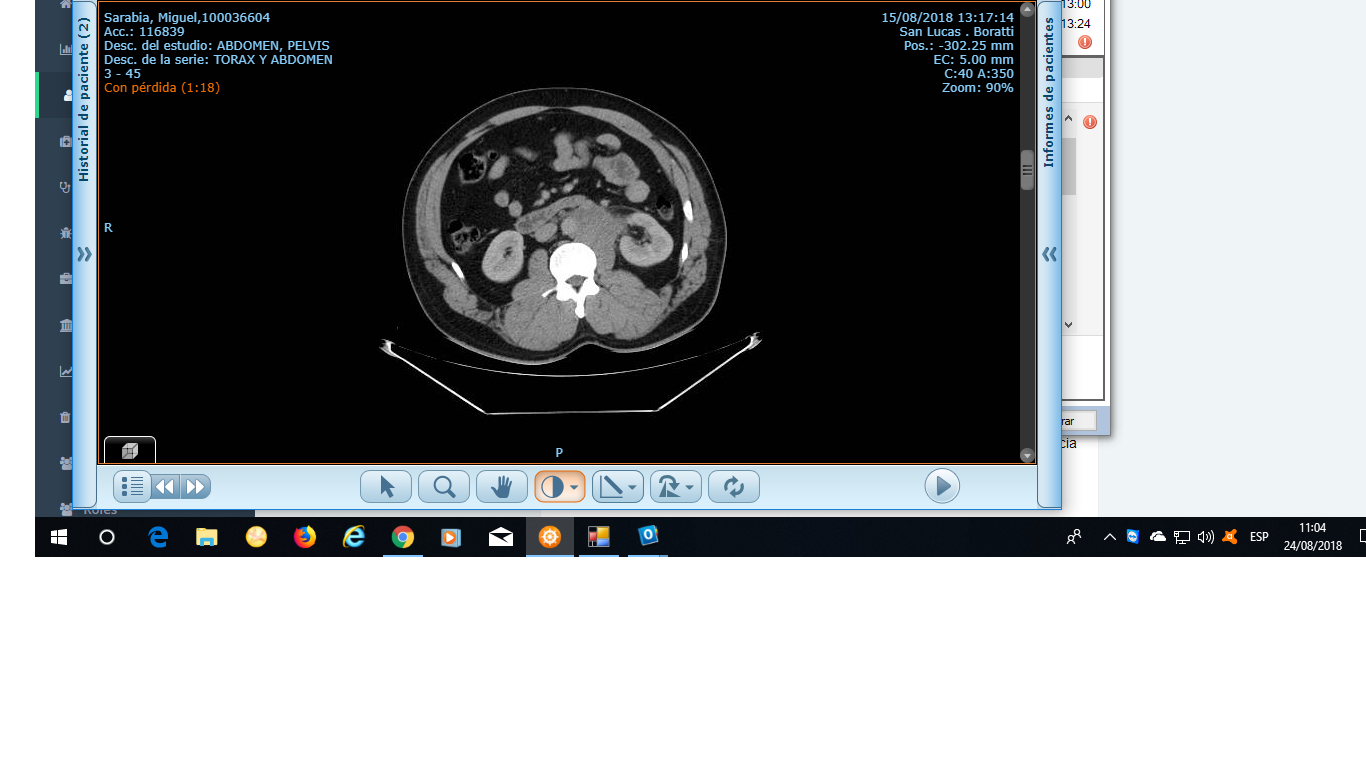 Sarabia, Miguel,100036604
Acc.: 116839
Desc. del estudio: ABDOMEN, PELVIS
Desc. de la serie: TORAX Y ABDOMEN
3 - 45
Con pérdida (1:18)
15/08/2018 13:17:14
San Lucas . Boratti
Pos.: -302.25 mm
EC: 5.00 mm
C:40 A:350
Zoom: 90%
Historial de paciente (2)
Informes de pacientes
13:00
13:24
R
P
rar
cia
Roles
ESP
11:04
24/08/2018